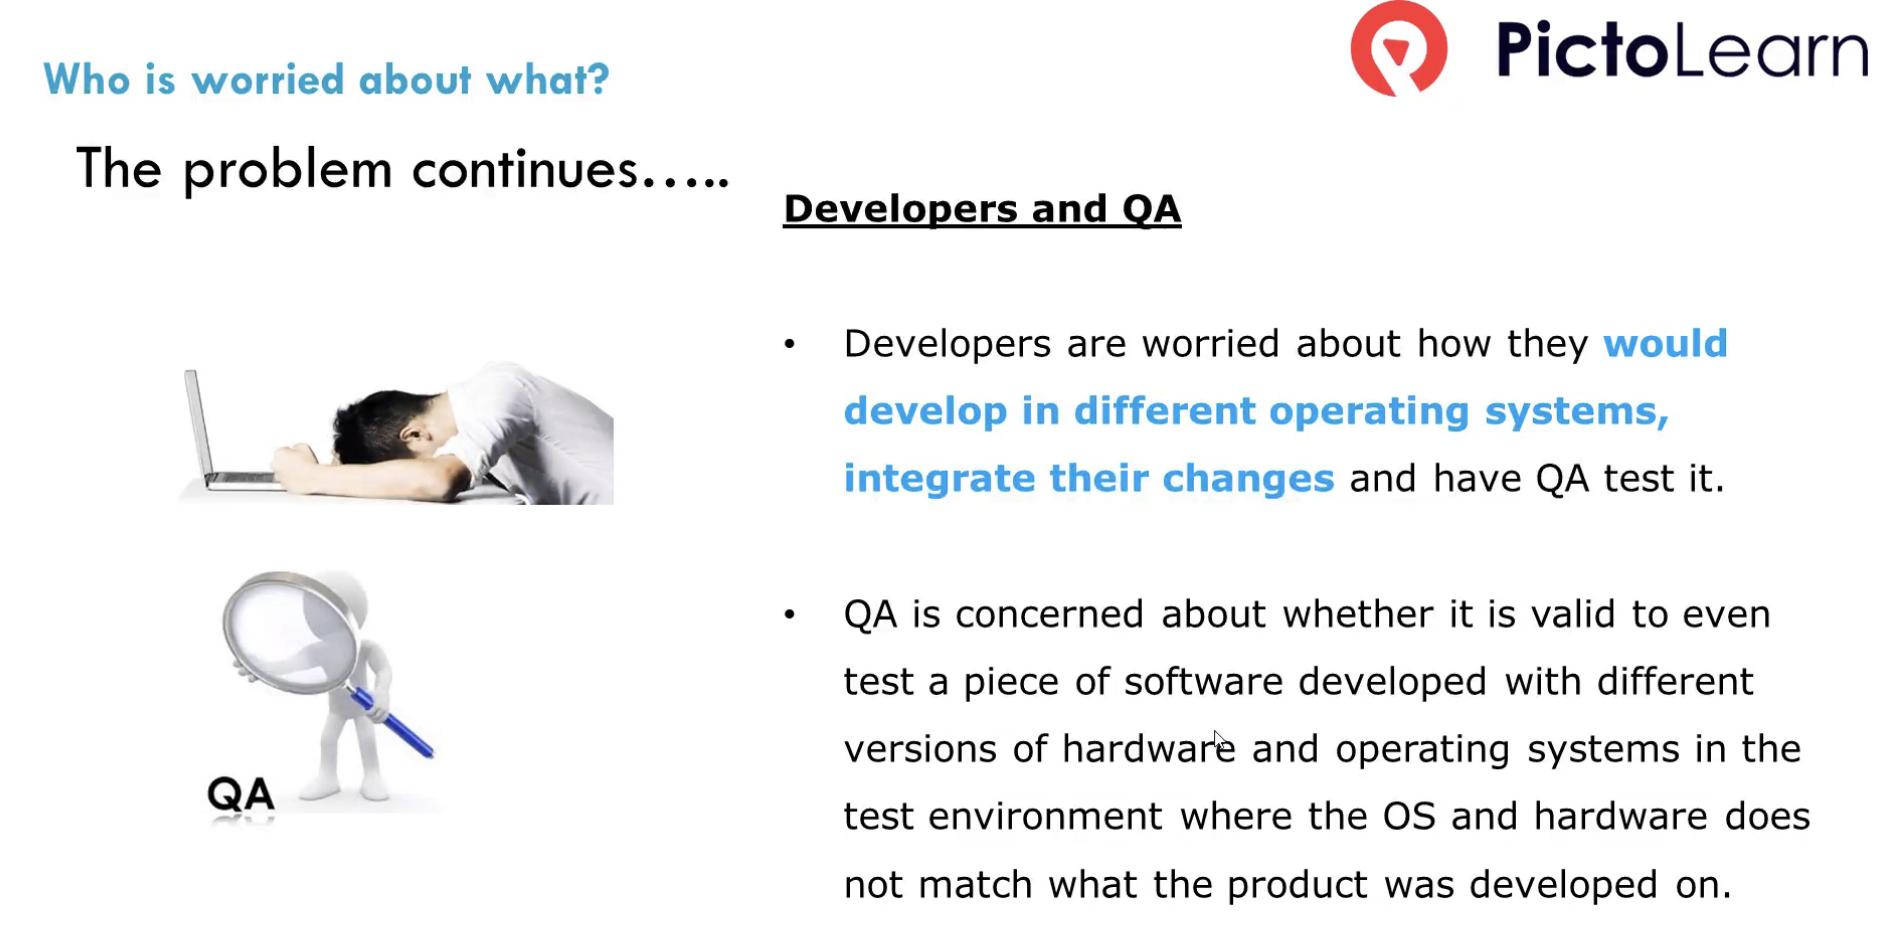 PictoLearn
Who is worried about what?
The problem continues…..
Developers and QA
• Developers are worried about how they would
develop in different operating systems,
integrate their changes and have QA test it.
• QA is concerned about whether it is valid to even
test a piece of software developed with different
versions of hardware and operating systems in the
test environment where the OS and hardware does
not match what the product was developed on.
QA